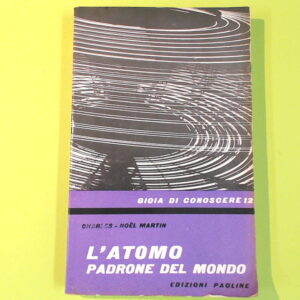 GIOIA DI CONOSCERE 12
CHARLES - NOËL MARTIN
L'ATOMO
PADRONE DEL MONDO
EDIZIONI PAOLINE